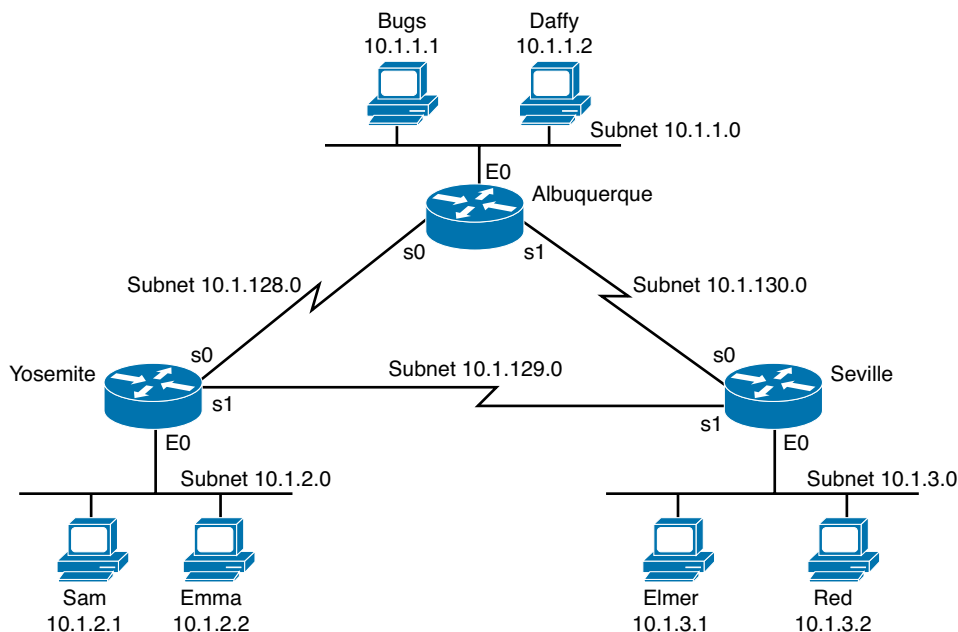 Bugs
10.1.1.1
Daffy
10.1.1.2
Subnet 10.1.1.0
E0
Albuquerque
s0
s1
Subnet 10.1.128.0
Subnet 10.1.130.0
Yosemite
s0
Subnet 10.1.129.0
s0
Seville
s1
s1
E0
E0
Subnet 10.1.2.0
Subnet 10.1.3.0
Sam
10.1.2.1
Emma
10.1.2.2
Elmer
10.1.3.1
Red
10.1.3.2